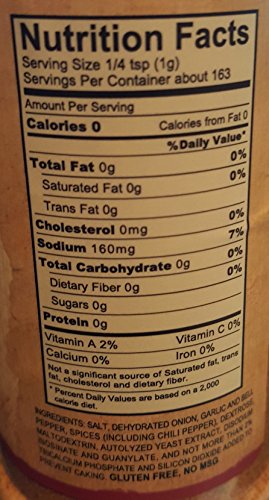 Nutrition Facts
Serving Size 1/4 tsp (1g)
Servings Per Container about 163
Amount Per Serving
Calories 0 Calories from Fat 0
%Daily Value*
Total Fat 0g 0%
Saturated Fat 0g 0%
Trans Fat 0g
Cholesterol 0mg 0%
Sodium 160mg 7%
Total Carbohydrate 0g 0%
Dietary Fiber 0g 0%
Sugars 0g
Protein 0g
Vitamin A 2% Vitamin C 0%
Calcium 0% Iron 0%
Not a significant source of Saturated fat, trans
fat, cholesterol and dietary fiber.
* Percent Daily Values are based on a 2,000
calorie diet.
INGREDIENTS: SALT, DEHYDRATED ONION, GARLIC AND BELL
PEPPER, SPICES (INCLUDING CHILI PEPPER), DEXTROSE,
MALTODEXTRIN, AUTOLYZED YEAST EXTRACT, DISODIUM
INOSINATE AND GUANYLATE, AND NOT MORE THAN 2%
TRICALCIUM PHOSPHATE AND SILICON DIOXIDE ADDED TO
PREVENT CAKING. GLUTEN FREE, NO MSG